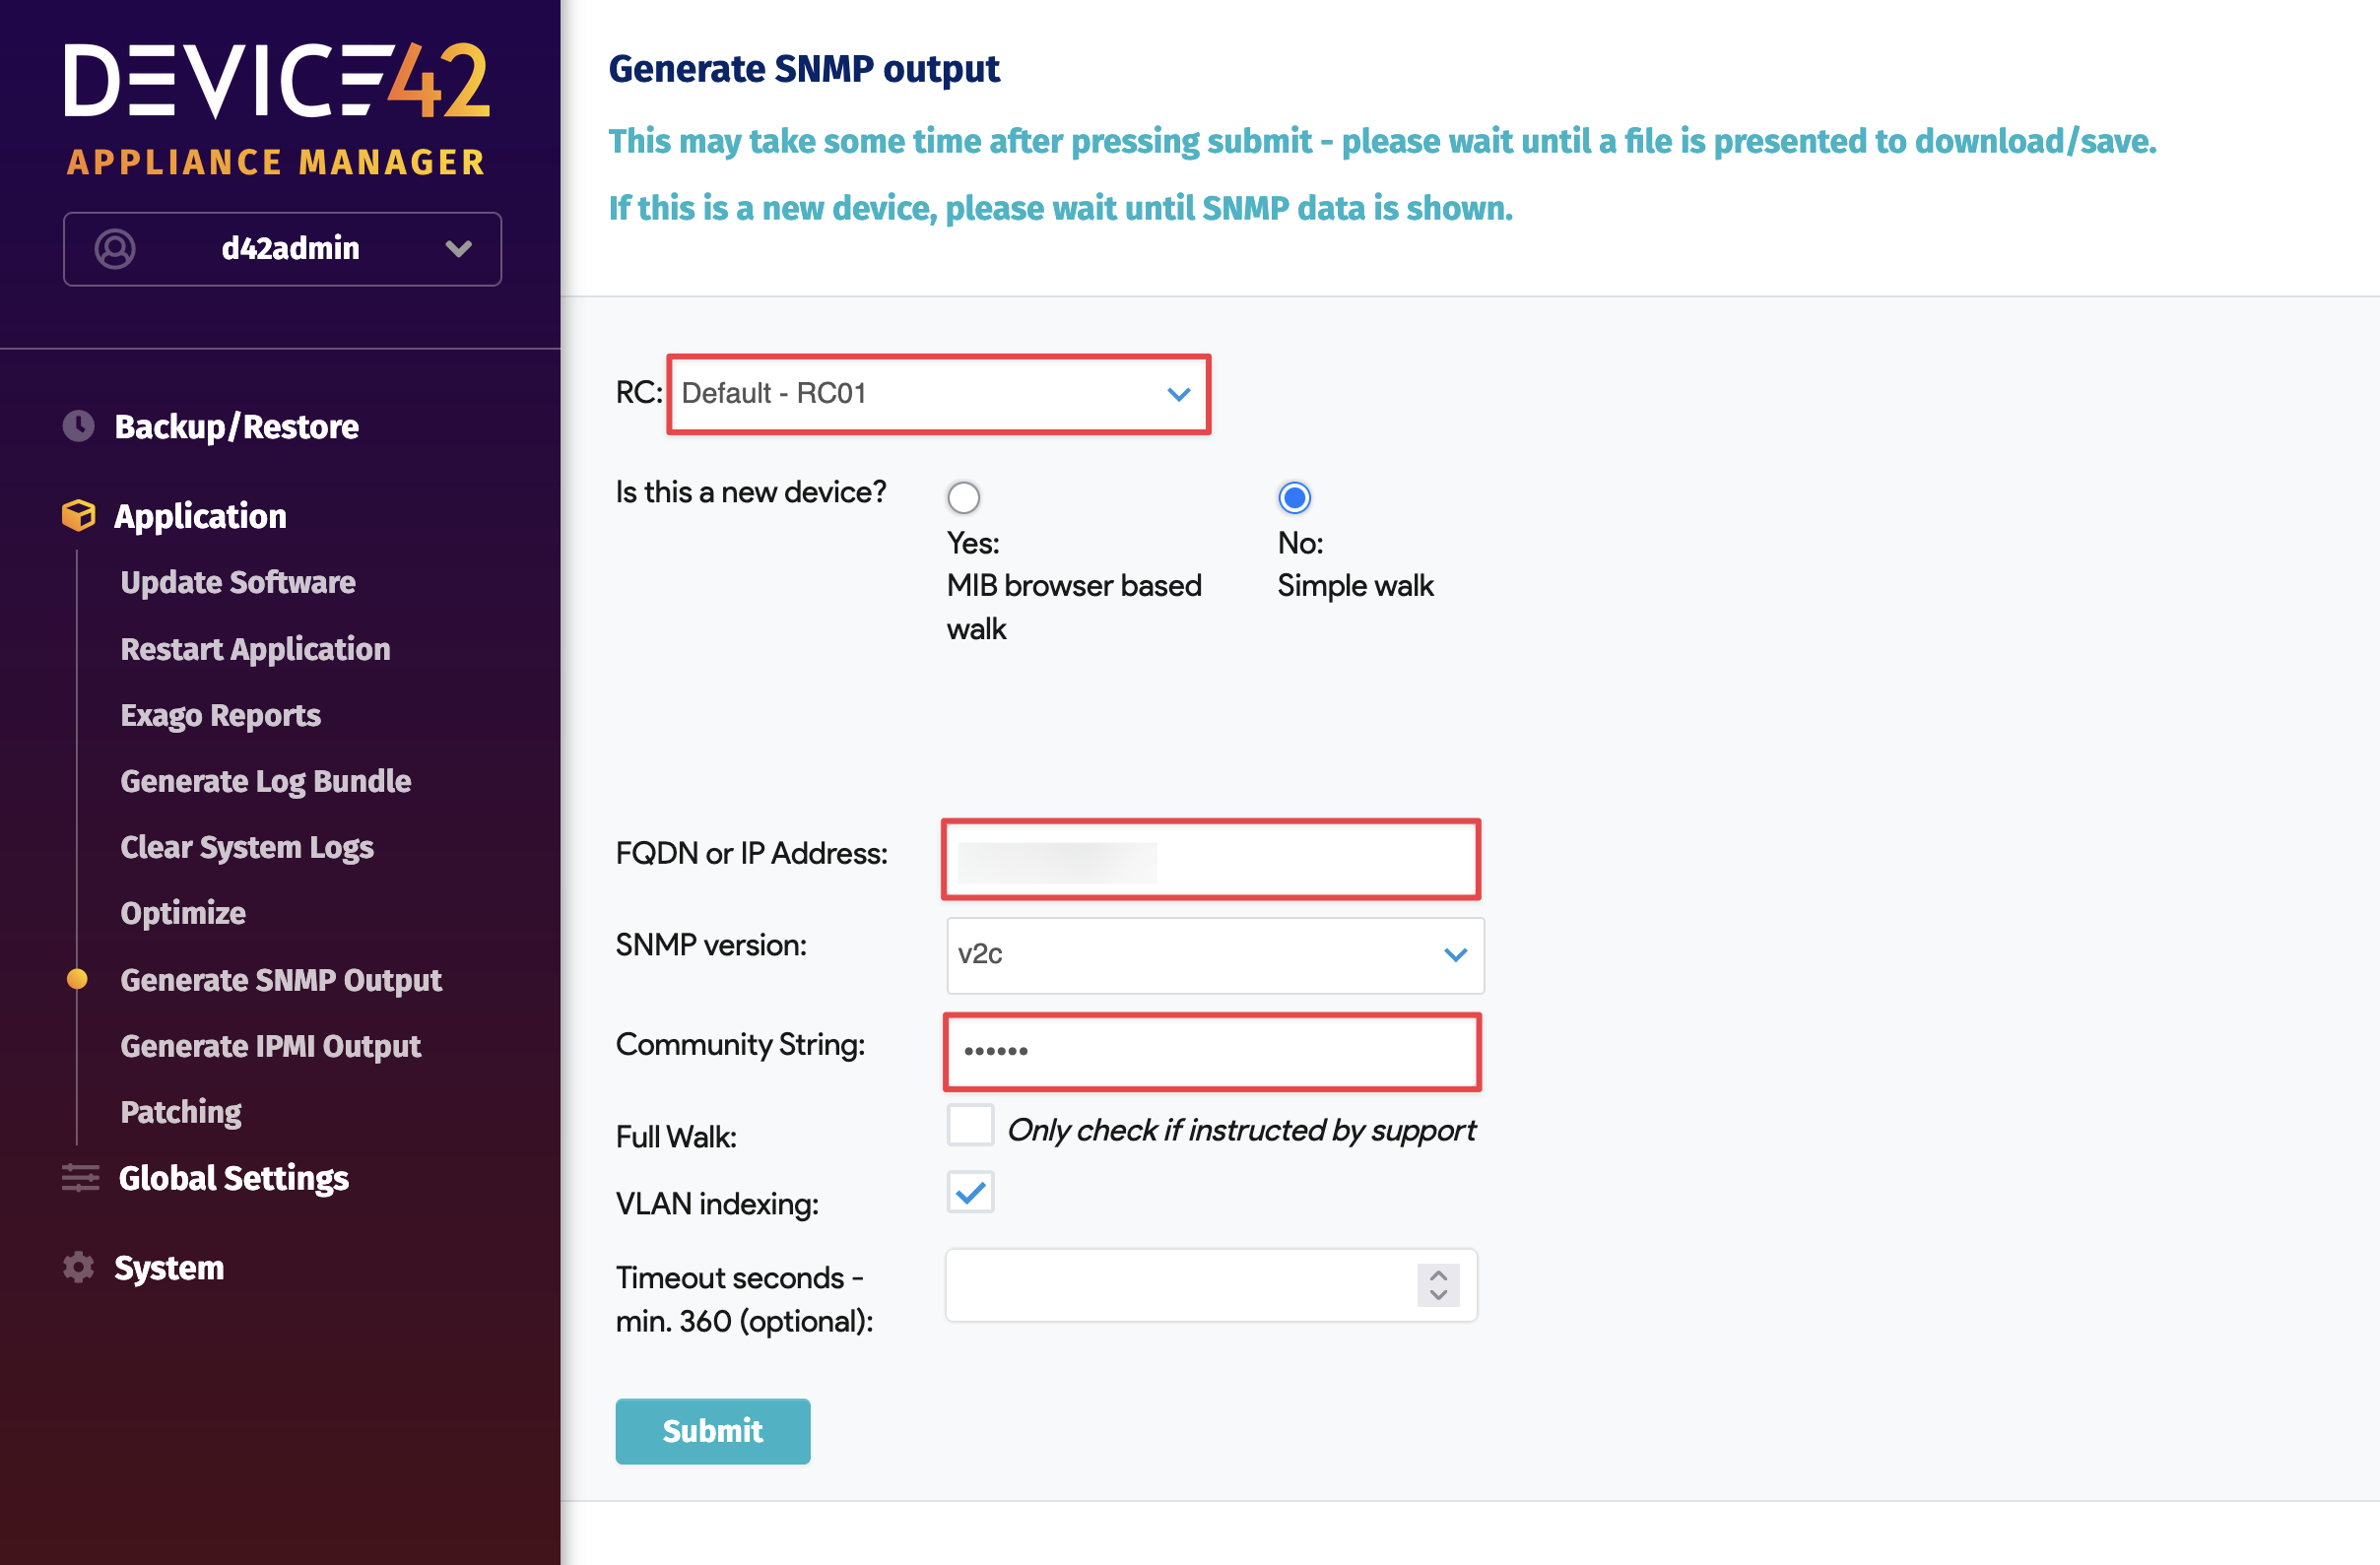 DEVICE42
APPLIANCE MANAGER
d42admin
Backup/Restore
Application
Update Software
Restart Application
Exago Reports
Generate Log Bundle
Clear System Logs
Optimize
Generate SNMP Output
Generate IPMI Output
Patching
Global Settings
System
Generate SNMP output
This may take some time after pressing submit - please wait until a file is presented to download/save.
If this is a new device, please wait until SNMP data is shown.
RC: Default - RC01
Is this a new device?
Yes:
MIB browser based
walk
No:
Simple walk
FQDN or IP Address:
SNMP version: v2c
Community String: ••••••
Full Walk: Only check if instructed by support
VLAN indexing:
Timeout seconds -
min. 360 (optional):
Submit